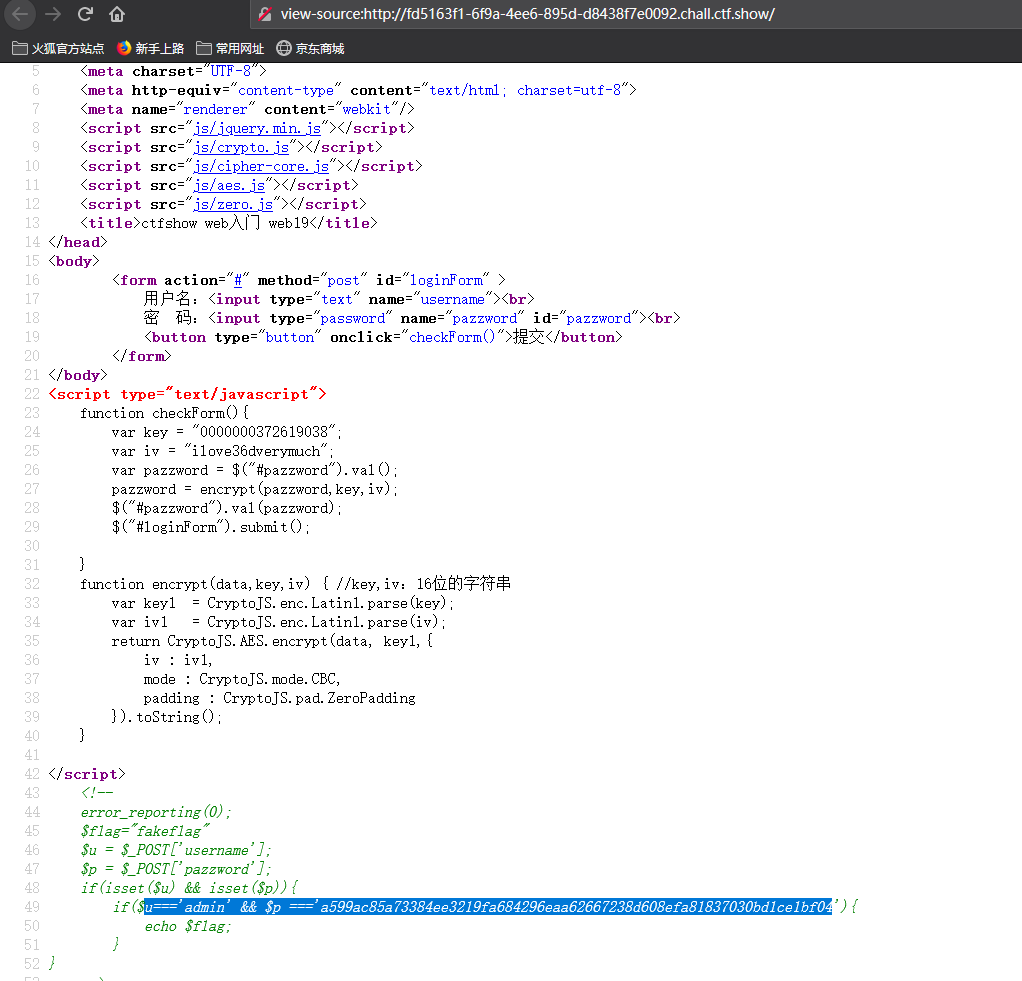 view-source:http://fd5163f1-6f9a-4ee6-895d-d8438f7e0092.chall.ctf.show/
火狐官方站点 新手上路 常用网址 京东商城
5 <meta charset="UTF-8">
6 <meta http-equiv="content-type" content="text/html; charset=utf-8">
7 <meta name="renderer" content="webkit"/>
8 <script src="js/jquery.min.js"></script>
9 <script src="js/crypto.js"></script>
10 <script src="js/cipher-core.js"></script>
11 <script src="js/aes.js"></script>
12 <script src="js/zero.js"></script>
13 <title>ctfshow web入门 web19</title>
14 </head>
15 <body>
16 <form action="#" method="post" id="loginForm" >
17 用户名：<input type="text" name="username"><br>
18 密 码：<input type="password" name="pazzword" id="pazzword"><br>
19 <button type="button" onclick="checkForm()">提交</button>
20 </form>
21 </body>
22 <script type="text/javascript">
23 function checkForm(){
24 var key = "0000000372619038";
25 var iv = "ilove36dverymuch";
26 var pazzword = $("#pazzword").val();
27 pazzword = encrypt(pazzword,key,iv);
28 $("#pazzword").val(pazzword);
29 $("#loginForm").submit();
30
31 }
32 function encrypt(data,key,iv) { //key,iv：16位的字符串
33 var key1 = CryptoJS.enc.Latin1.parse(key);
34 var iv1 = CryptoJS.enc.Latin1.parse(iv);
35 return CryptoJS.AES.encrypt(data, key1,{
36 iv : iv1,
37 mode : CryptoJS.mode.CBC,
38 padding : CryptoJS.pad.ZeroPadding
39 }).toString();
40 }
41
42 </script>
43 <!--
44 error_reporting(0);
45 $flag="fakeflag"
46 $u = $_POST['username'];
47 $p = $_POST['pazzword'];
48 if(isset($u) && isset($p)){
49 if($u==='admin' && $p ==='a599ac85a73384ee3219fa684296eaa62667238d608efa81837030bd1ce1bf04'){
50 echo $flag;
51 }
52 }